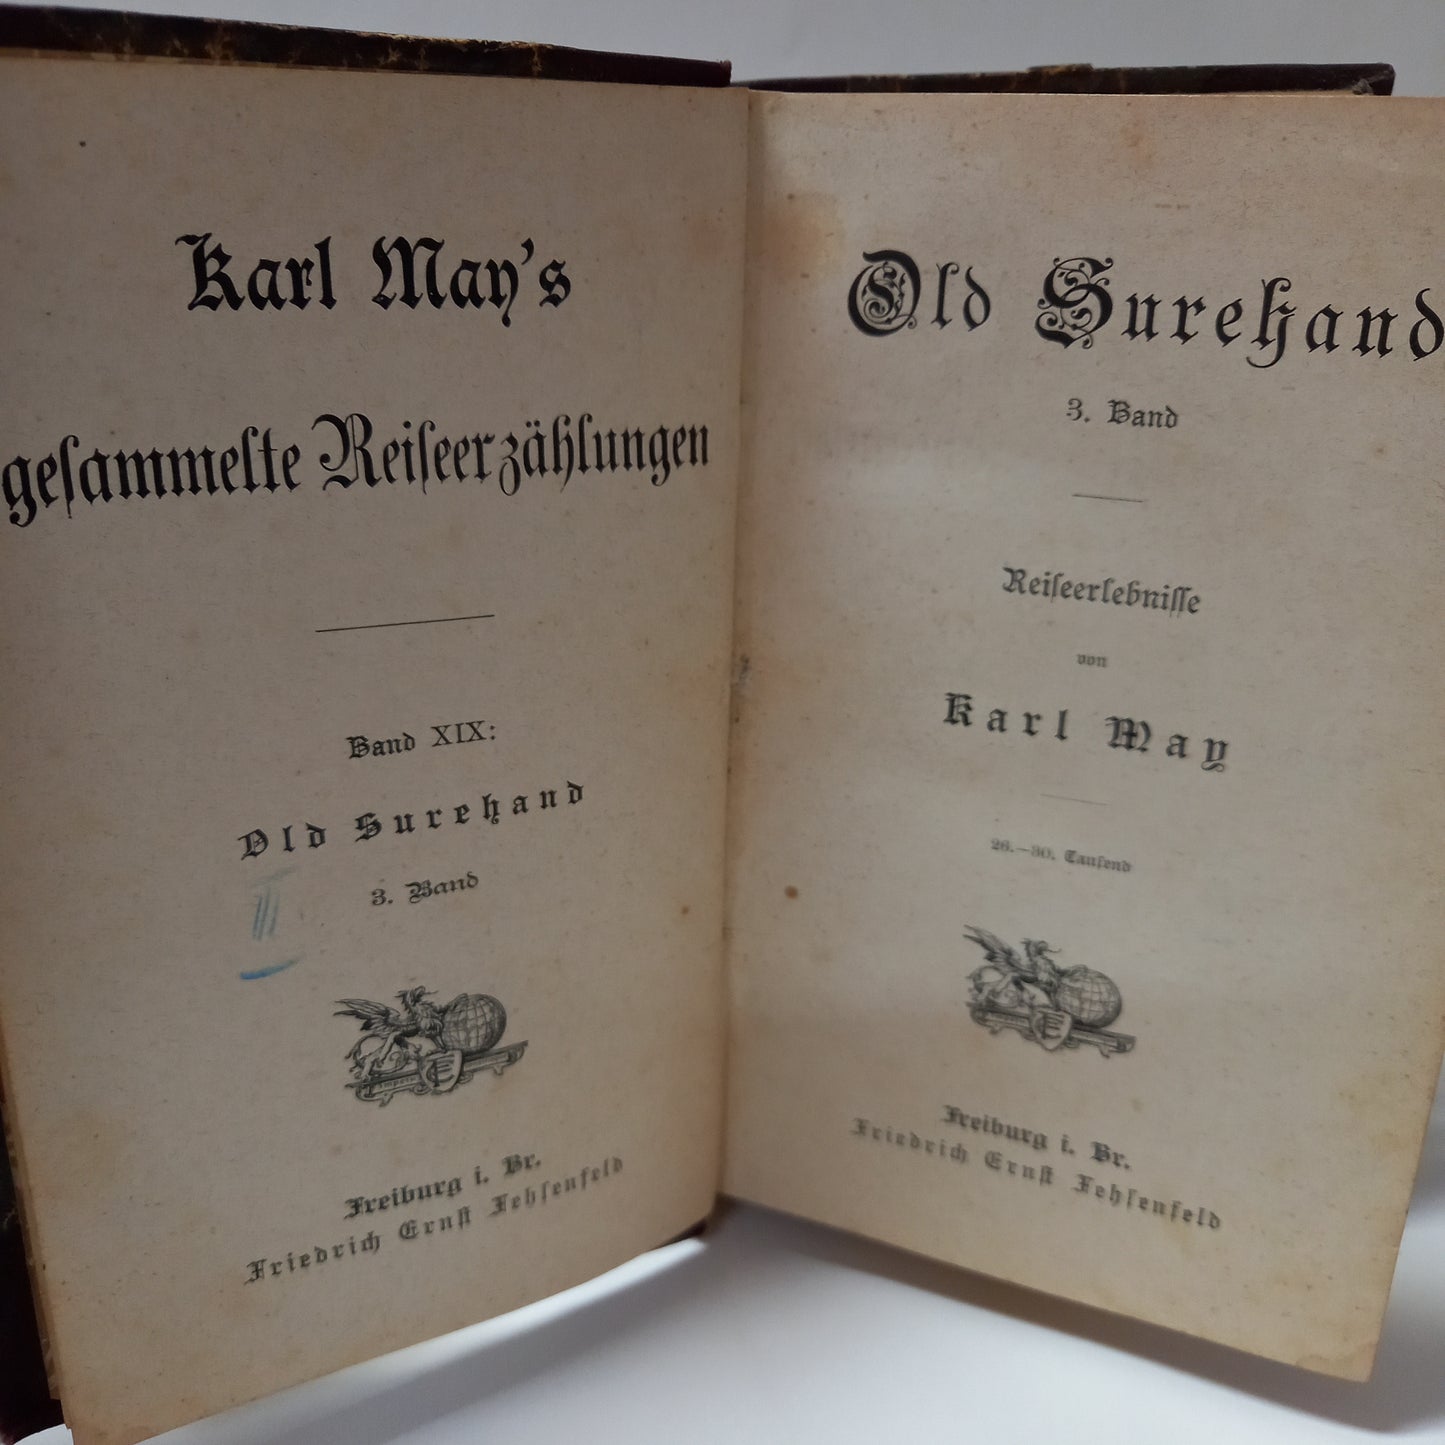 Karl May's
gesammelte Reiseerzählungen
Band XIX:
Old Surehand
3. Band
III
Freiburg i. Br.
Friedrich Ernst Fehsenfeld
Old Surehand
3. Band
Reiseerlebnisse
von
Karl May
26.—30. Tausend
Freiburg i. Br.
Friedrich Ernst Fehsenfeld